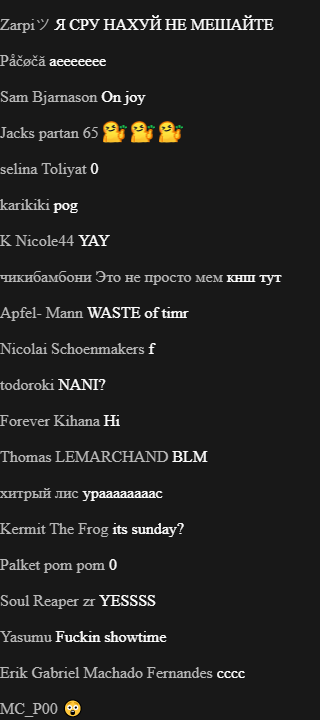 Zarpiツ Я СРУ НАХУЙ НЕ МЕШАЙТЕ
Påčøčă aeeeeeee
Sam Bjarnason On joy
Jacks partan 65
selina Toliyat 0
karikiki pog
K Nicole44 YAY
чикибамбони Это не просто мем книш тут
Apfel- Mann WASTE of timr
Nicolai Schoenmakers f
todoroki NANI?
Forever Kihana Hi
Thomas LEMARCHAND BLM
хитрый лис урааааааааас
Kermit The Frog its sunday?
Palket pom pom 0
Soul Reaper zr YESSSS
Yasumu Fuckin showtime
Erik Gabriel Machado Fernandes cccc
MC_P00